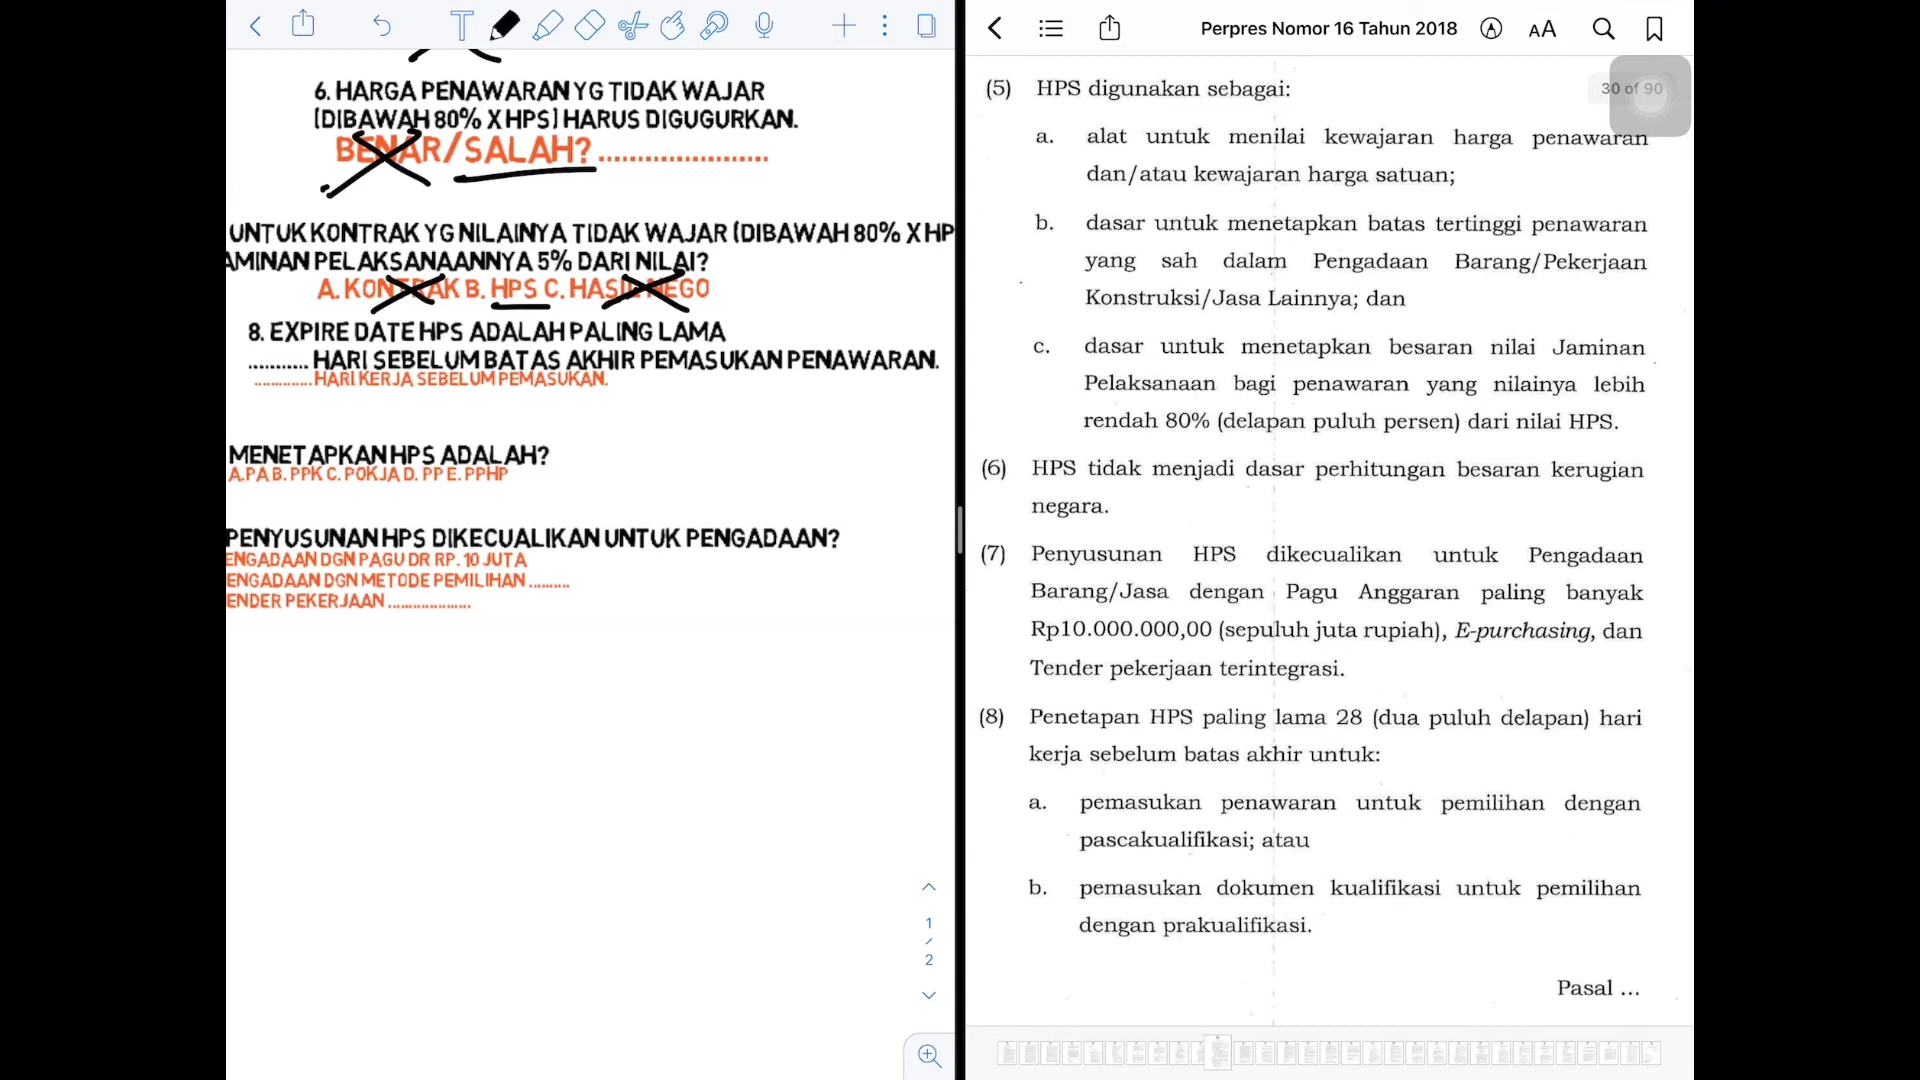 6. HARGA PENAWARAN YG TIDAK WAJAR
(DIBAWAH 80% X HPS) HARUS DIGUGURKAN.
BENAR/SALAH? ......................
UNTUK KONTRAK YG NILAINYA TIDAK WAJAR (DIBAWAH 80% X HP
AMINAN PELAKSANAANNYA 5% DARI NILAI?
A. KONTRAK B. HPS C. HASIL NEGO
8. EXPIRE DATE HPS ADALAH PALING LAMA
........... HARI SEBELUM BATAS AKHIR PEMASUKAN PENAWARAN.
............. HARI KERJA SEBELUM PEMASUKAN.
MENETAPKAN HPS ADALAH?
A.PA B. PPK C. POKJA D. PP E. PPHP
PENYUSUNAN HPS DIKECUALIKAN UNTUK PENGADAAN?
ENGADAAN DGN PAGU DR RP. 10 JUTA
ENGADAAN DGN METODE PEMILIHAN .........
ENDER PEKERJAAN ..................
1
/
2
Perpres Nomor 16 Tahun 2018
AA
30 of 90
(5) HPS digunakan sebagai:
a. alat untuk menilai kewajaran harga penawaran
dan/atau kewajaran harga satuan;
b. dasar untuk menetapkan batas tertinggi penawaran
yang sah dalam Pengadaan Barang/Pekerjaan
Konstruksi/Jasa Lainnya; dan
c. dasar untuk menetapkan besaran nilai Jaminan
Pelaksanaan bagi penawaran yang nilainya lebih
rendah 80% (delapan puluh persen) dari nilai HPS.
(6) HPS tidak menjadi dasar perhitungan besaran kerugian
negara.
(7) Penyusunan HPS dikecualikan untuk Pengadaan
Barang/Jasa dengan Pagu Anggaran paling banyak
Rp10.000.000,00 (sepuluh juta rupiah), E-purchasing, dan
Tender pekerjaan terintegrasi.
(8) Penetapan HPS paling lama 28 (dua puluh delapan) hari
kerja sebelum batas akhir untuk:
a. pemasukan penawaran untuk pemilihan dengan
pascakualifikasi; atau
b. pemasukan dokumen kualifikasi untuk pemilihan
dengan prakualifikasi.
Pasal ...